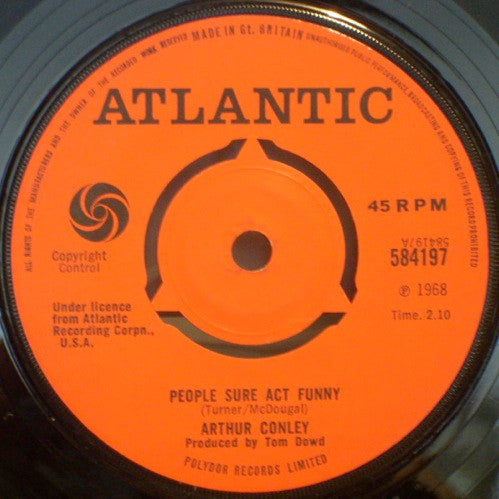 ALL RIGHTS OF THE MANUFACTURERS AND THE OWNER OF THE RECORDED WORK RESERVED
MADE IN Gt. BRITAIN
UNAUTHORISED PUBLIC PERFORMANCE, BROADCASTING AND COPYING OF THIS RECORD PROHIBITED
ATLANTIC
45 RPM
584197A
584197
Copyright
Control
℗ 1968
Time. 2.10
Under licence
from Atlantic
Recording Corpn.,
U.S.A.
PEOPLE SURE ACT FUNNY
(Turner/McDougal)
ARTHUR CONLEY
Produced by Tom Dowd
POLYDOR RECORDS LIMITED